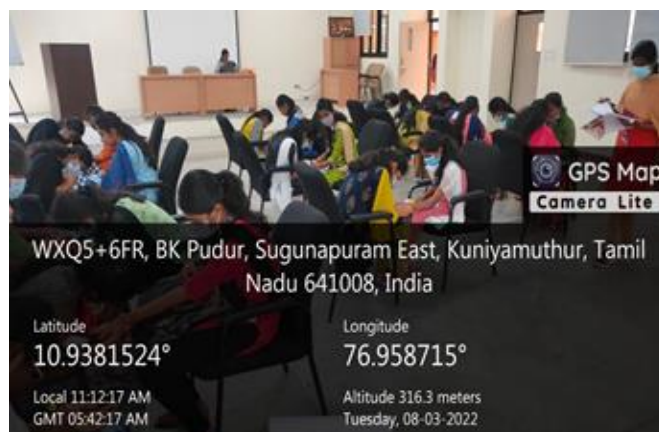 GPS Map
Camera Lite
WXQ5+6FR, BK Pudur, Sugunapuram East, Kuniyamuthur, Tamil
Nadu 641008, India
Latitude
10.9381524°
Longitude
76.958715°
Local 11:12:17 AM
GMT 05:42:17 AM
Altitude 316.3 meters
Tuesday, 08-03-2022